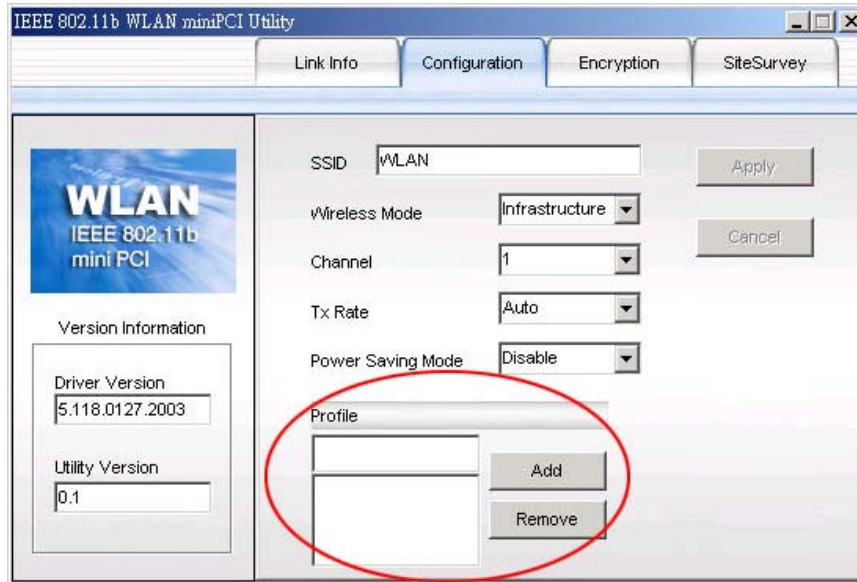 IEEE 802.11b WLAN miniPCI Utility
Link Info
Configuration
Encryption
SiteSurvey
WLAN
IEEE 802.11b
mini PCI
Version Information
Driver Version
5.118.0127.2003
Utility Version
0.1
SSID
WLAN
Wireless Mode
Infrastructure
Channel
1
Tx Rate
Auto
Power Saving Mode
Disable
Profile
Add
Remove
Apply
Cancel